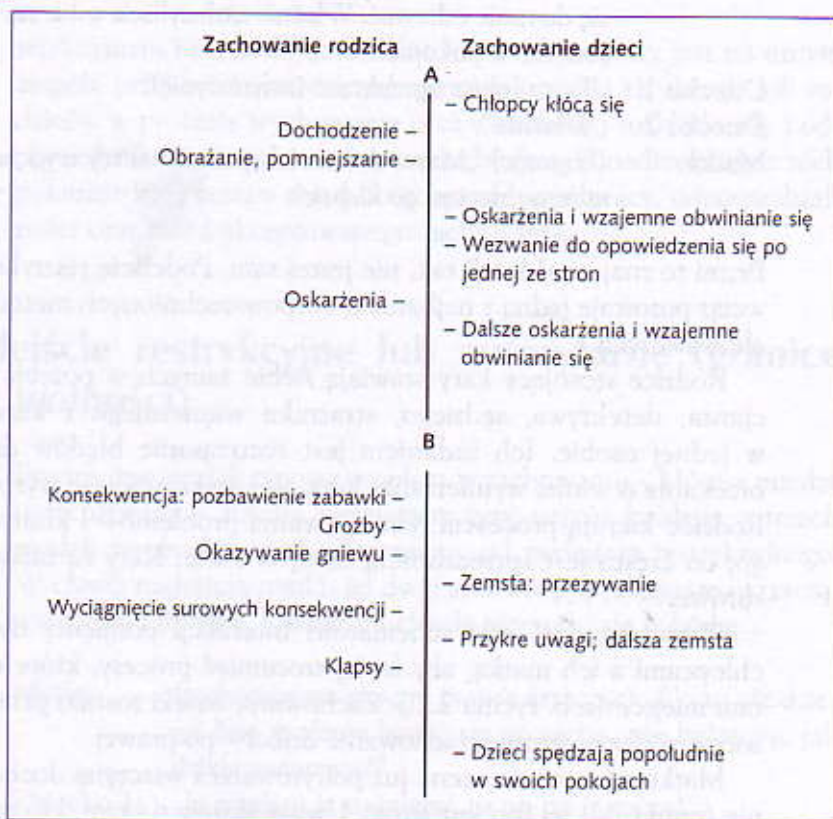 Zachowanie rodzica
Zachowanie dzieci
A
– Chłopcy kłócą się
Dochodzenie –
Obrażanie, pomniejszanie –
– Oskarżenia i wzajemne obwinianie się
– Wezwanie do opowiedzenia się po
jednej ze stron
Oskarżenia –
– Dalsze oskarżenia i wzajemne
obwinianie się
B
Konsekwencja: pozbawienie zabawki –
Groźby –
Okazywanie gniewu –
– Zemsta: przezywanie
Wyciągnięcie surowych konsekwencji –
– Przykre uwagi; dalsza zemsta
Klapsy –
– Dzieci spędzają popołudnie
w swoich pokojach